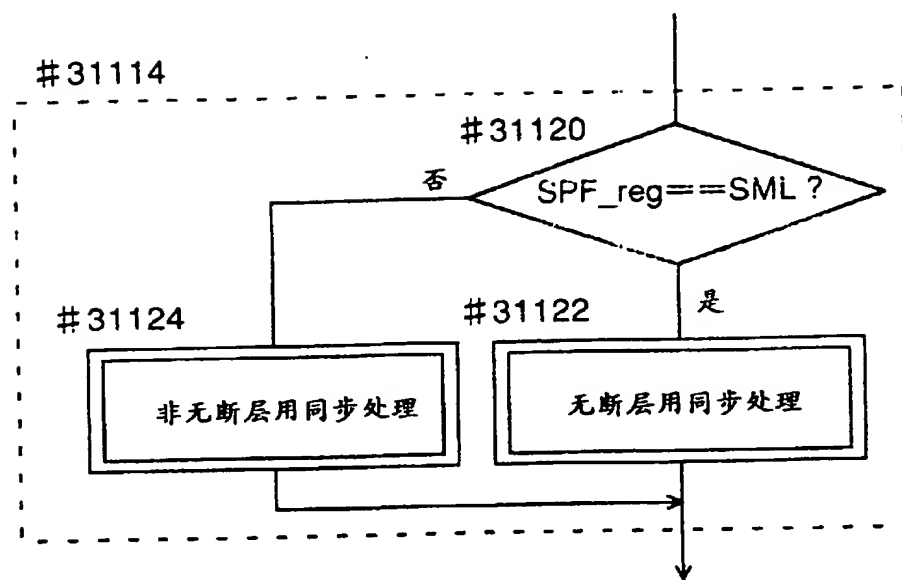 #31114
#31120
否
SPF_reg==SML?
是
#31124
#31122
非无断层用同步处理
无断层用同步处理